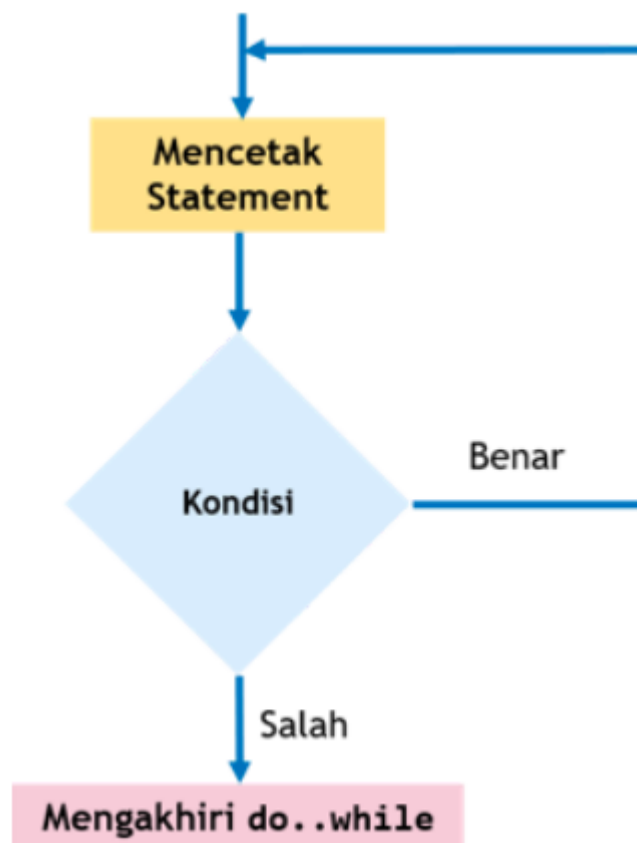 Mencetak
Statement
Benar
Kondisi
Salah
Mengakhiri do..while